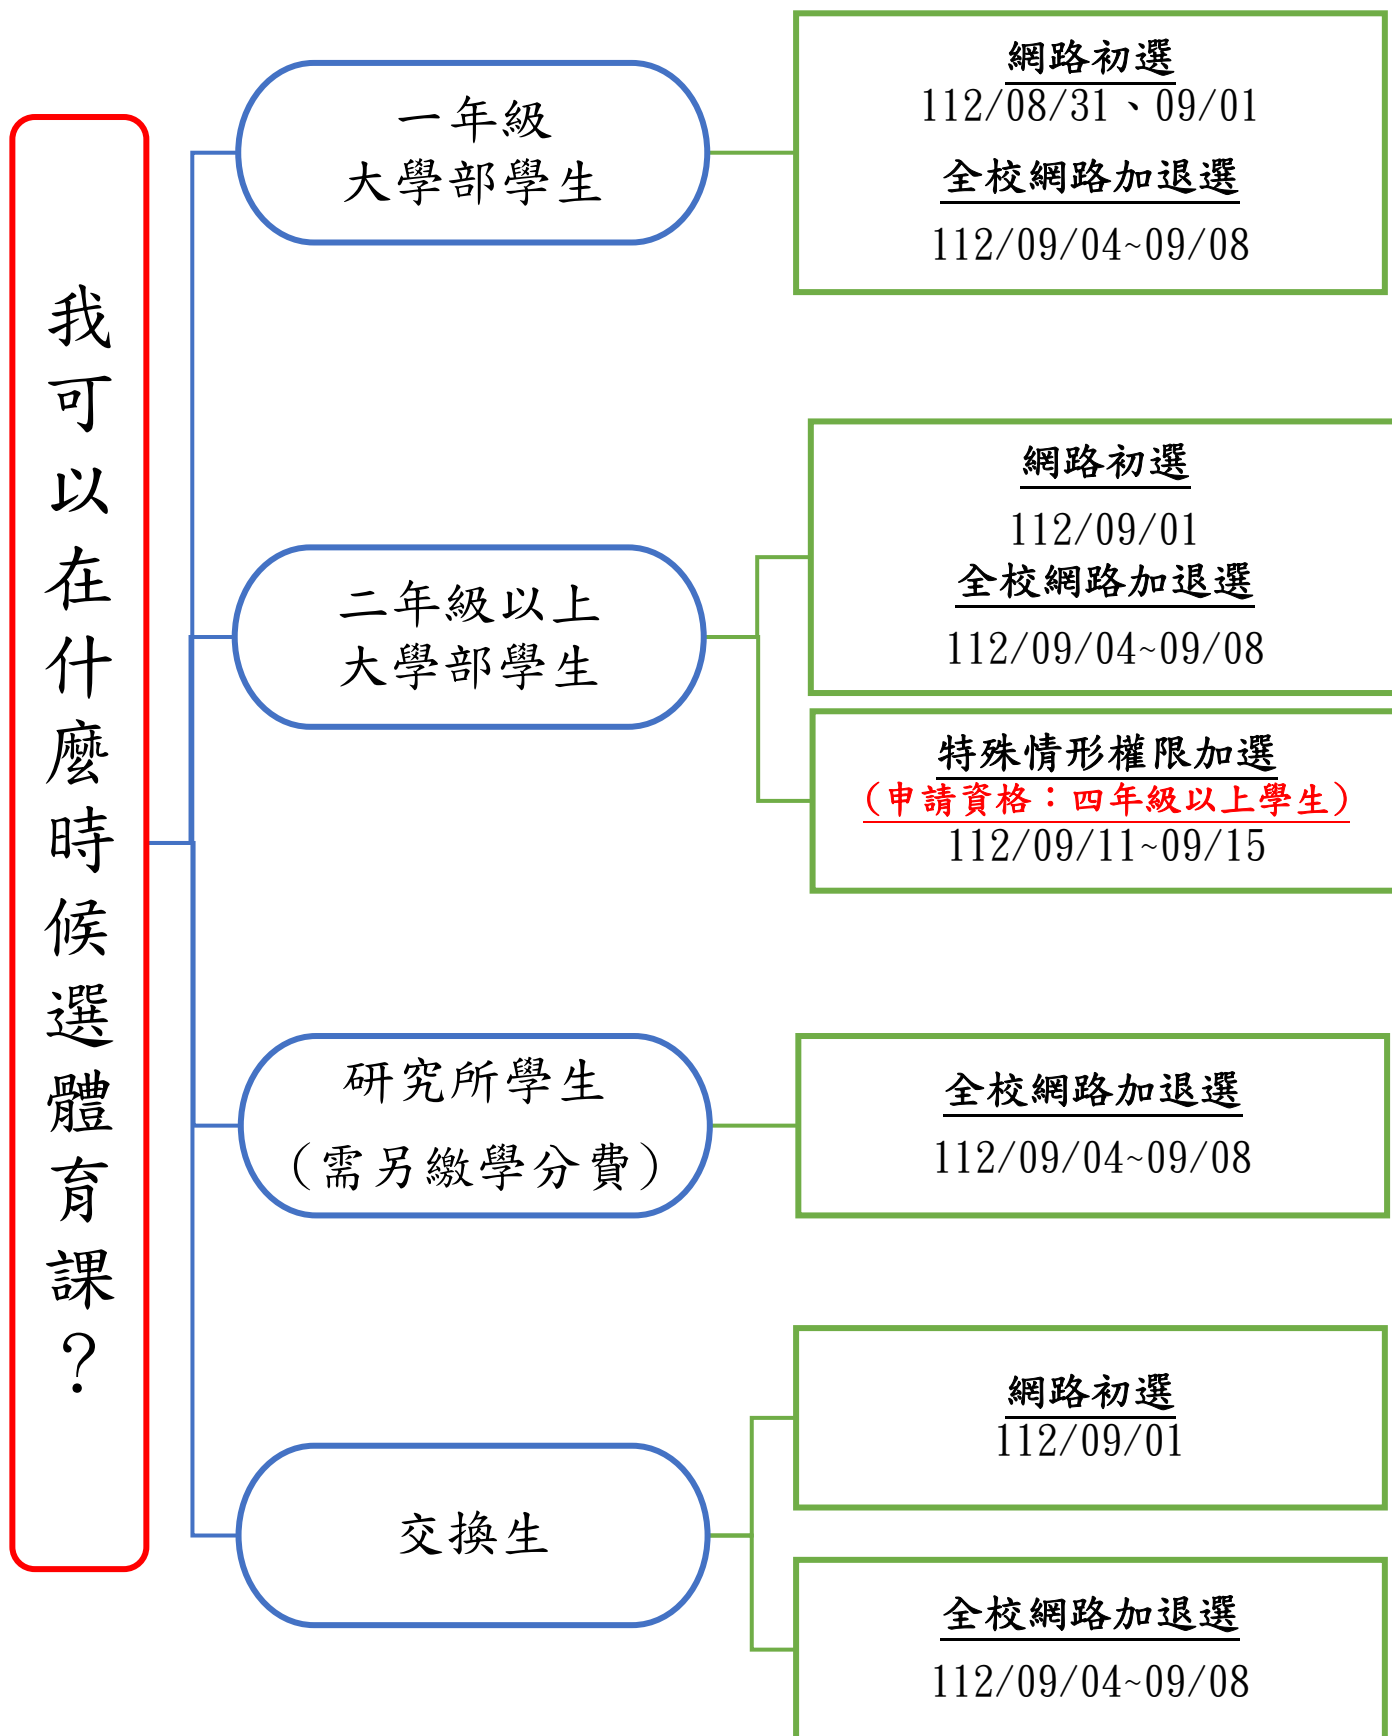 我可以在什麼時候選體育課？
一年級
大學部學生
網路初選
112/08/31、09/01
全校網路加退選
112/09/04~09/08
二年級以上
大學部學生
網路初選
112/09/01
全校網路加退選
112/09/04~09/08
特殊情形權限加選
(申請資格：四年級以上學生)
112/09/11~09/15
研究所學生
(需另繳學分費)
全校網路加退選
112/09/04~09/08
交換生
網路初選
112/09/01
全校網路加退選
112/09/04~09/08